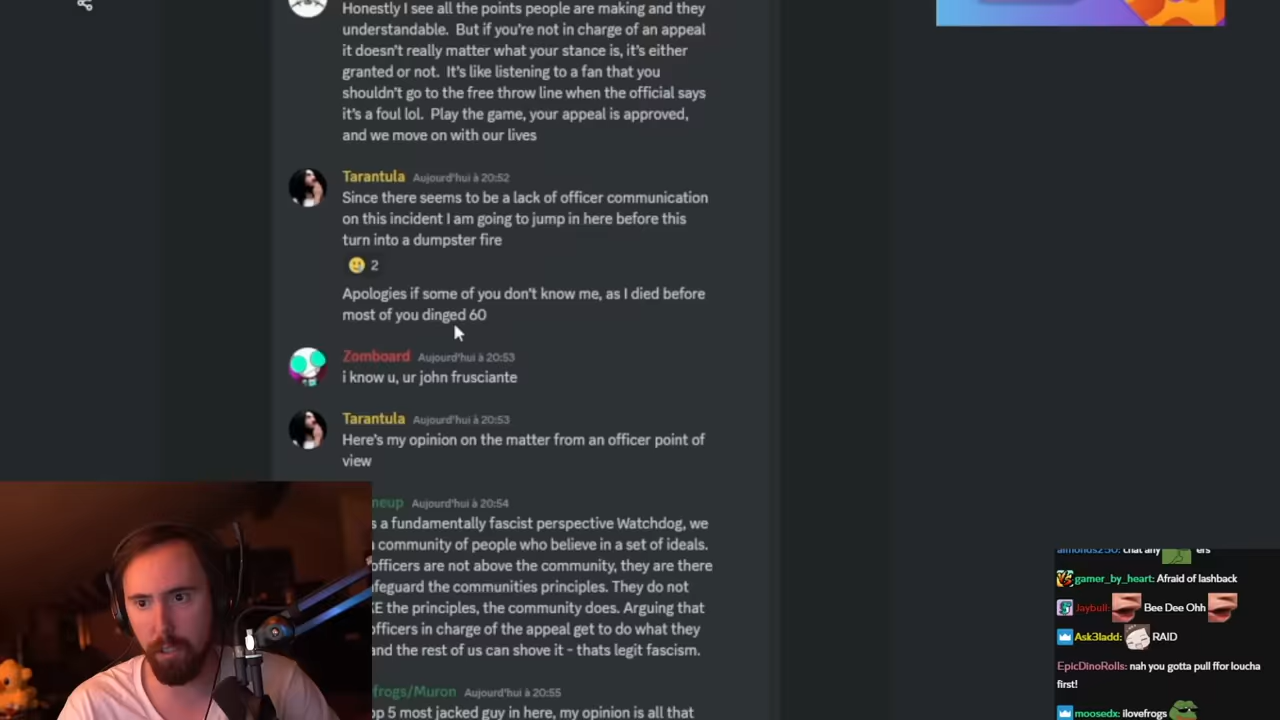 Honestly I see all the points people are making and they
understandable. But if you're not in charge of an appeal
it doesn't really matter what your stance is, it's either
granted or not. It's like listening to a fan that you
shouldn't go to the free throw line when the official says
it's a foul lol. Play the game, your appeal is approved,
and we move on with our lives
Tarantula Aujourd'hui à 20:52
Since there seems to be a lack of officer communication
on this incident I am going to jump in here before this
turn into a dumpster fire
2
Apologies if some of you don't know me, as I died before
most of you dinged 60
Zomboard Aujourd'hui à 20:53
i know u, ur john frusciante
Tarantula Aujourd'hui à 20:53
Here's my opinion on the matter from an officer point of
view
neup Aujourd'hui à 20:54
s a fundamentally fascist perspective Watchdog, we
community of people who believe in a set of ideals.
officers are not above the community, they are there
feguard the communities principles. They do not
KE the principles, the community does. Arguing that
officers in charge of the appeal get to do what they
and the rest of us can shove it - thats legit fascism.
frogs/Muron Aujourd'hui à 20:55
op 5 most jacked guy in here, my opinion is all that
almonds250: chat any ers
gamer_by_heart: Afraid of lashback
Jaybull: Bee Dee Ohh
Ask3ladd: RAID
EpicDinoRolls: nah you gotta pull ffor loucha
first!
moosedx: ilovefrogs